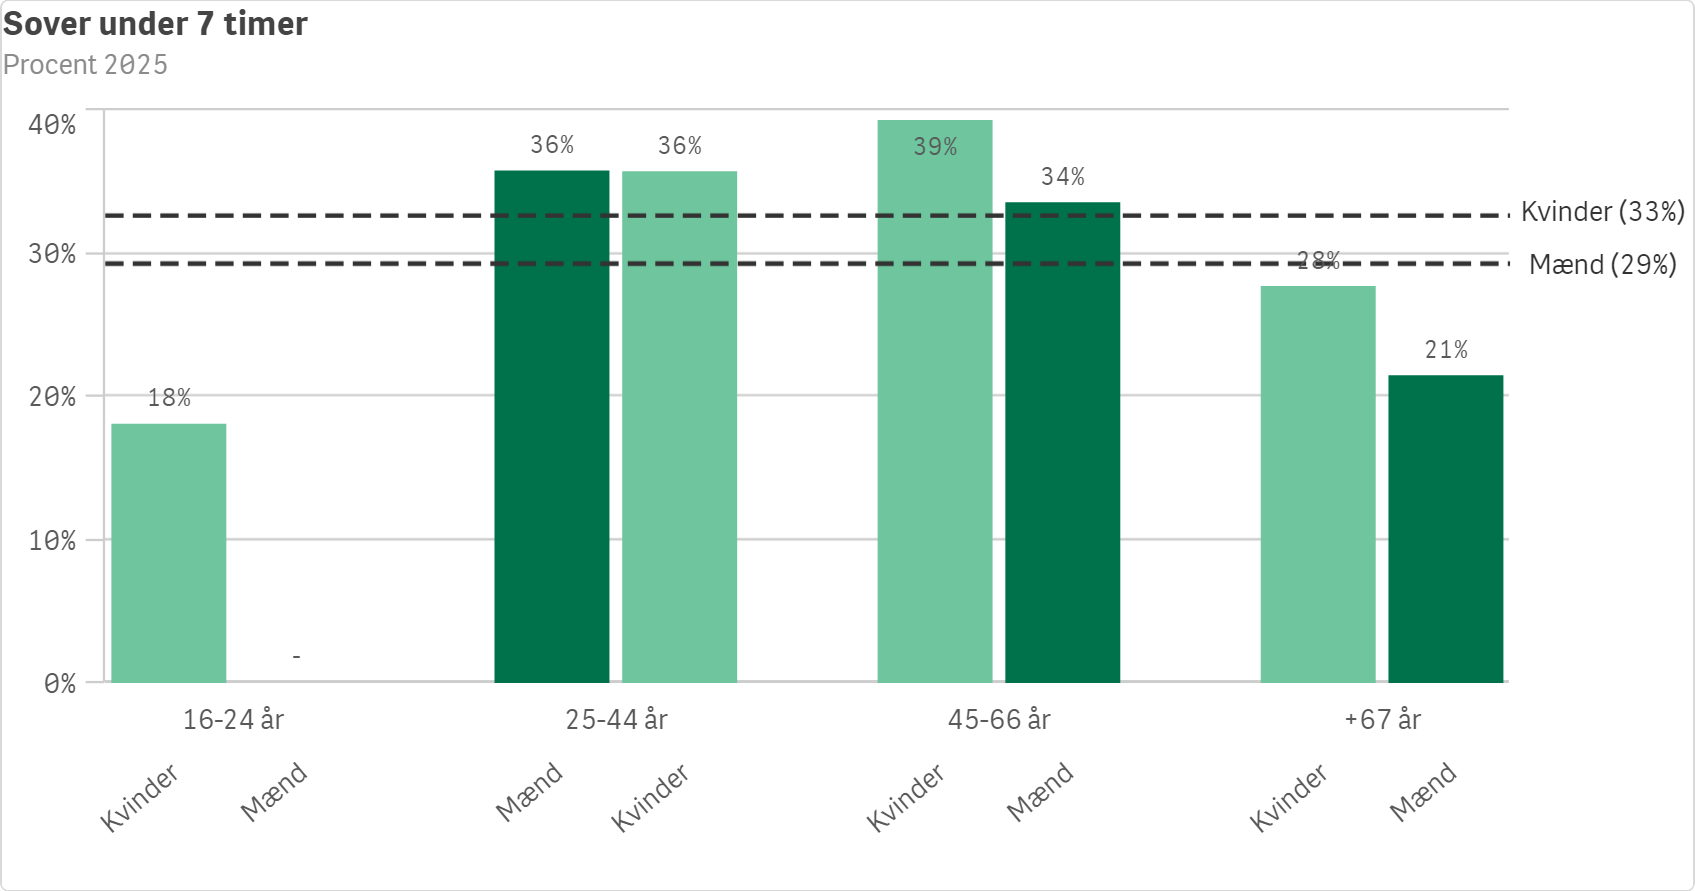 Sover under 7 timer
Procent 2025
40%
30%
20%
10%
0%
18%
-
36%
36%
39%
34%
28%
21%
Kvinder (33%)
Mænd (29%)
16-24 år
25-44 år
45-66 år
+67 år
Kvinder
Mænd
Mænd
Kvinder
Kvinder
Mænd
Kvinder
Mænd